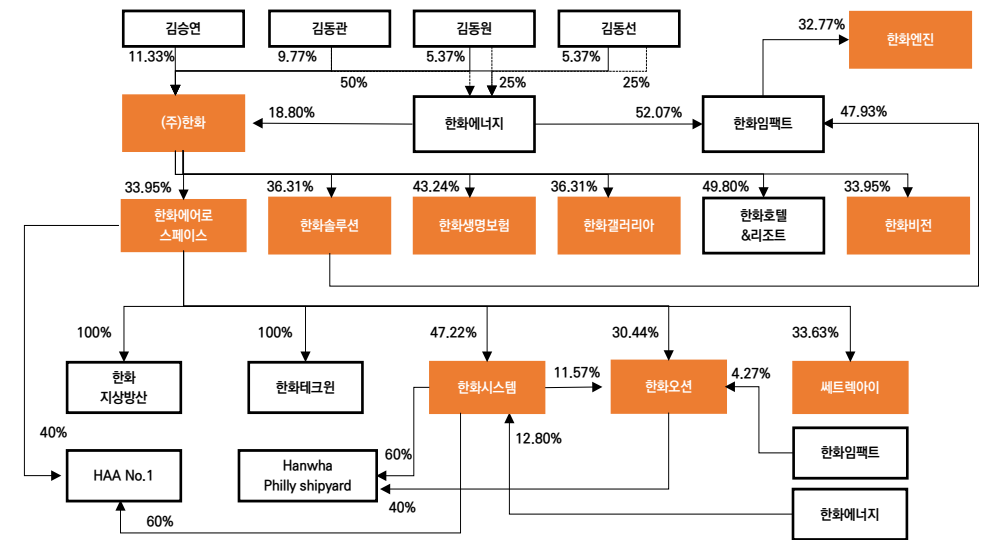 김승연
김동관
김동원
김동선
32.77%
한화엔진
11.33%
9.77%
5.37%
5.37%
50%
25%
25%
(주)한화
18.80%
한화에너지
52.07%
한화임팩트
47.93%
33.95%
36.31%
43.24%
36.31%
49.80%
33.95%
한화에어로
스페이스
한화솔루션
한화생명보험
한화갤러리아
한화호텔
&리조트
한화비전
100%
100%
47.22%
30.44%
33.63%
한화
지상방산
한화테크윈
한화시스템
11.57%
한화오션
4.27%
쎄트렉아이
40%
12.80%
HAA No.1
Hanwha
Philly shipyard
60%
40%
한화임팩트
60%
한화에너지